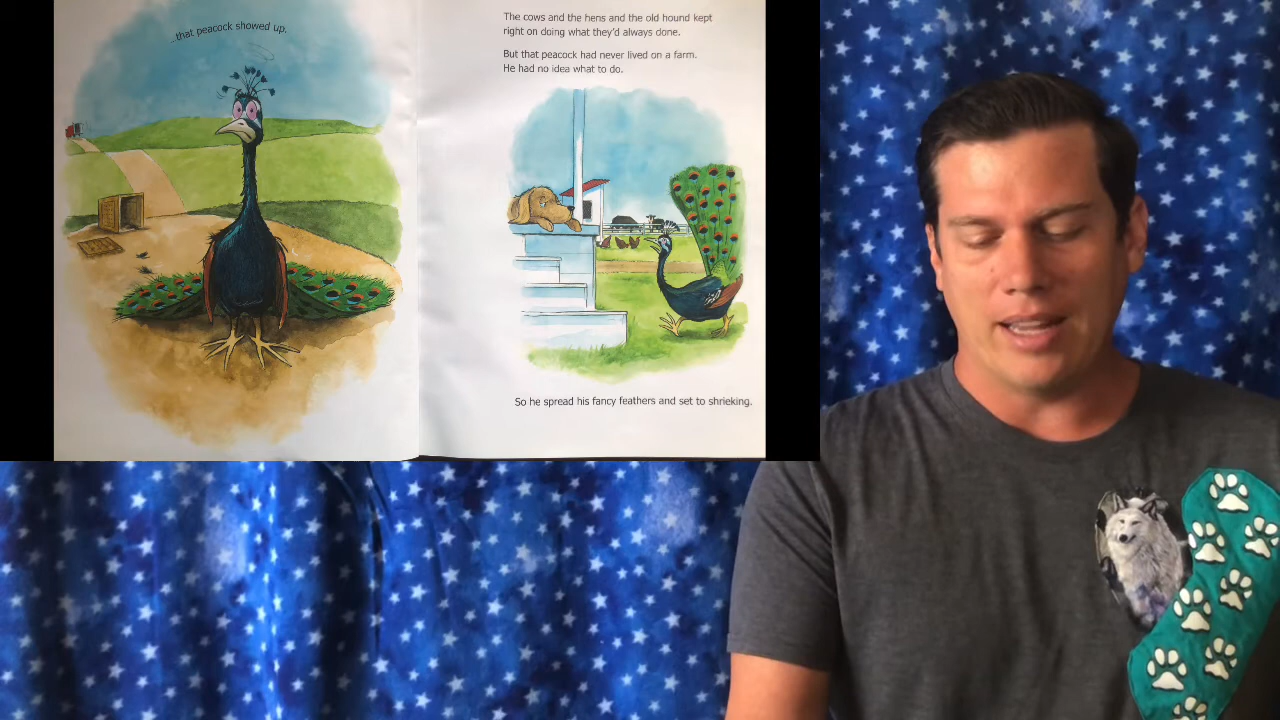 ...that peacock showed up.
The cows and the hens and the old hound kept
right on doing what they'd always done.
But that peacock had never lived on a farm.
He had no idea what to do.
So he spread his fancy feathers and set to shrieking.